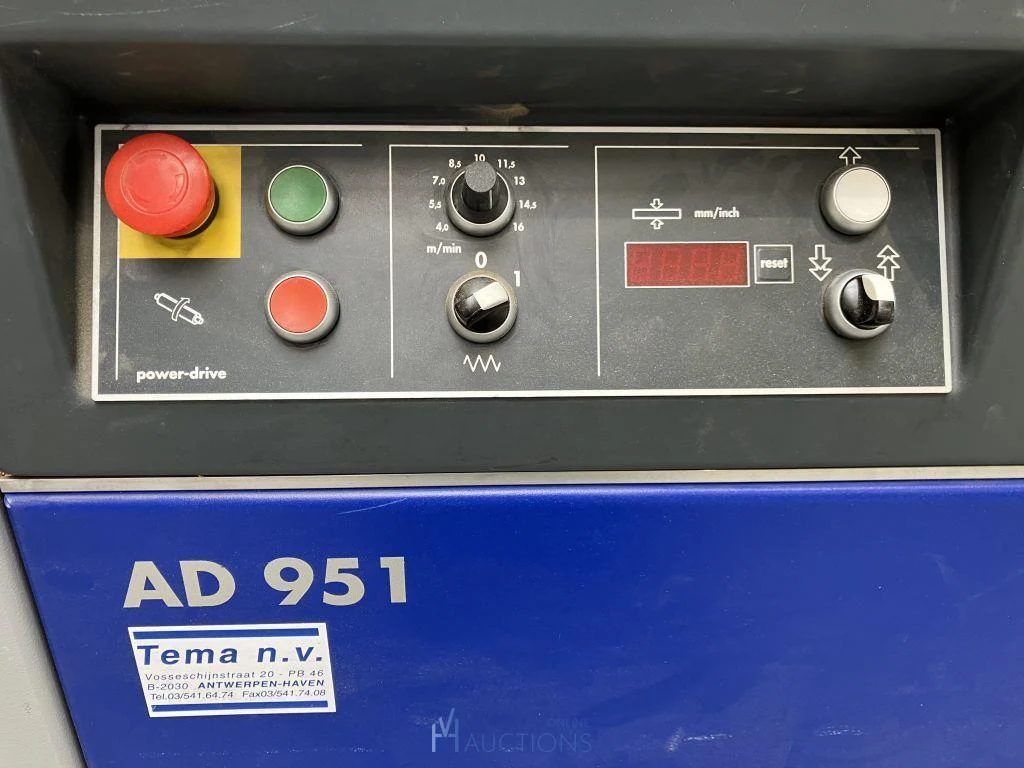 8,5 10 11,5
7,0 13
5,5 14,5
4,0 16
m/min
0
1
mm/inch
reset
power-drive
AD 951
Tema n.v.
Vosseschijnstraat 20 - PB 46
B-2030 ANTWERPEN-HAVEN
Tel.03/541.64.74 Fax03/541.74.08
VH ONLINE
AUCTIONS